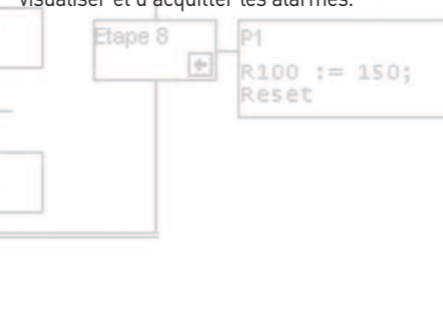 visualiser et d'acquitter les alarmes.
Etape 8
P1
R100 := 150;
Reset